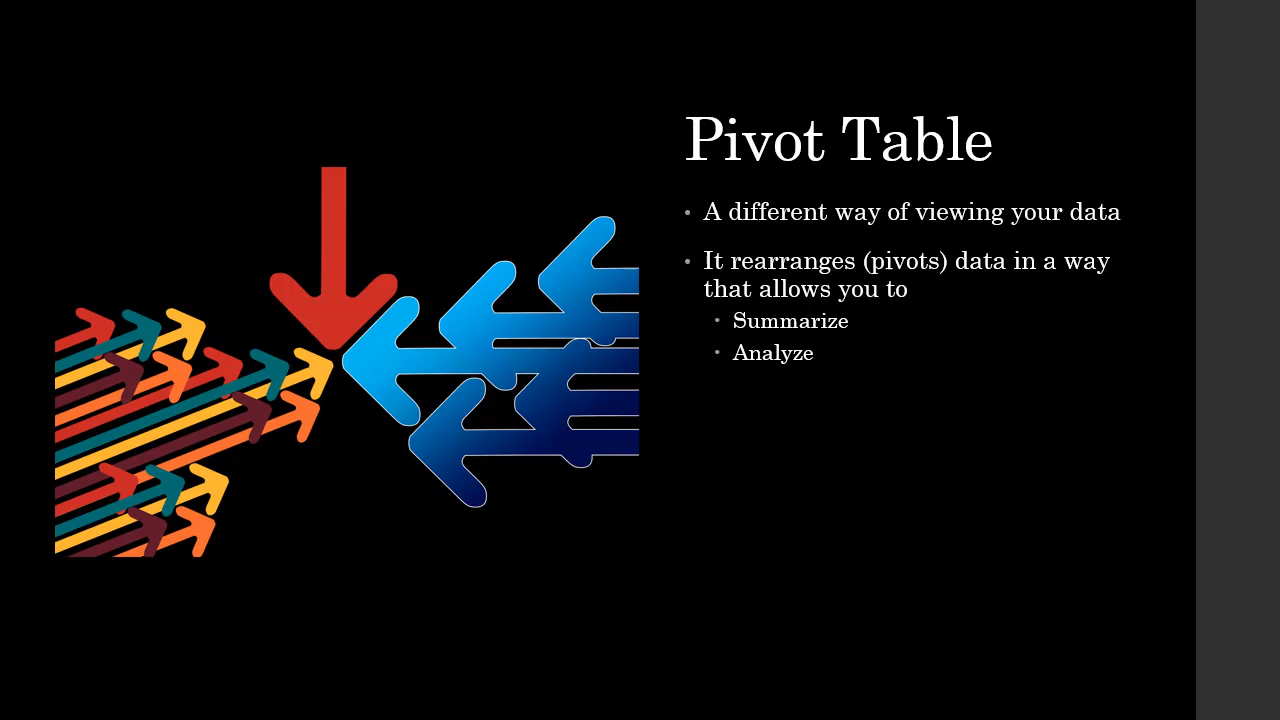 Pivot Table
• A different way of viewing your data
• It rearranges (pivots) data in a way
that allows you to
• Summarize
• Analyze